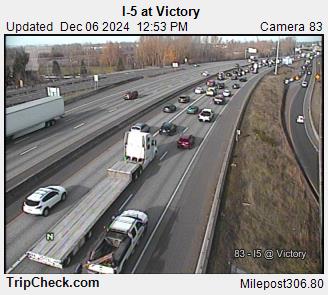 I-5 at Victory
Updated Dec 06 2024 12:53 PM Camera 83
N
83 - I5 @ Victory
TripCheck.com Milepost306.80